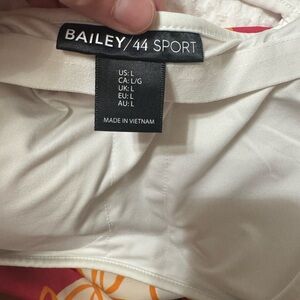 BAILEY/44 SPORT
US: L
CA: L/G
UK: L
EU: L
AU: L
MADE IN VIETNAM